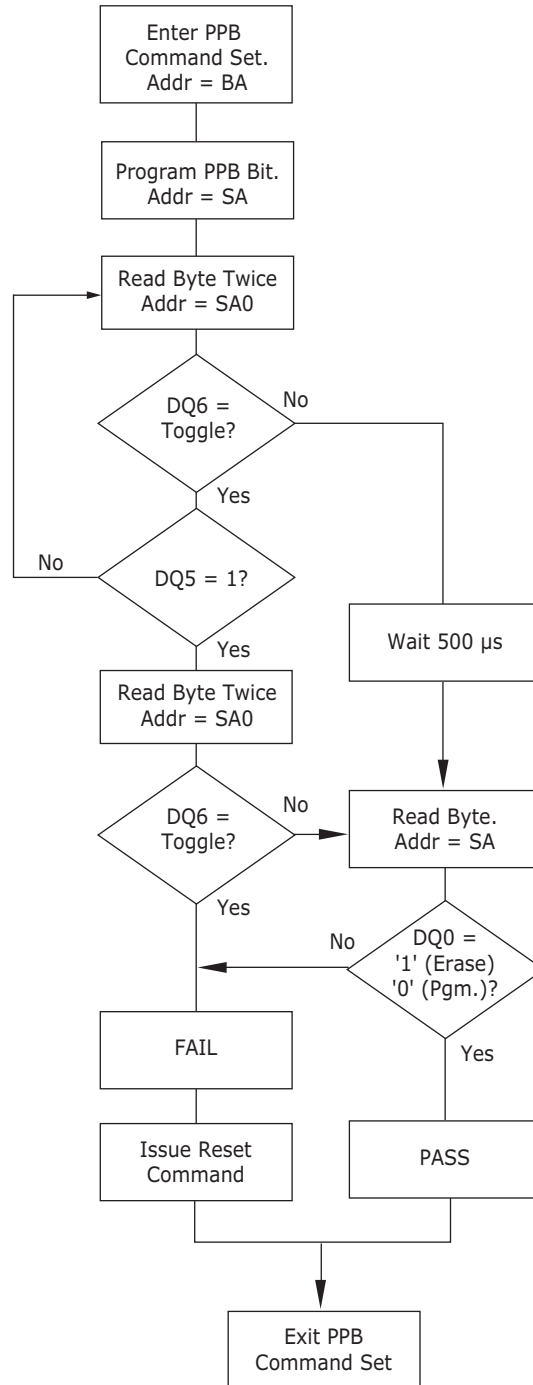 Enter PPB
Command Set.
Addr = BA
Program PPB Bit.
Addr = SA
Read Byte Twice
Addr = SA0
DQ6 =
Toggle?
No
Yes
DQ5 = 1?
No
Yes
Wait 500 µs
Read Byte Twice
Addr = SA0
DQ6 =
Toggle?
No
Yes
Read Byte.
Addr = SA
DQ0 =
'1' (Erase)
'0' (Pgm.)?
No
Yes
FAIL
Issue Reset
Command
PASS
Exit PPB
Command Set